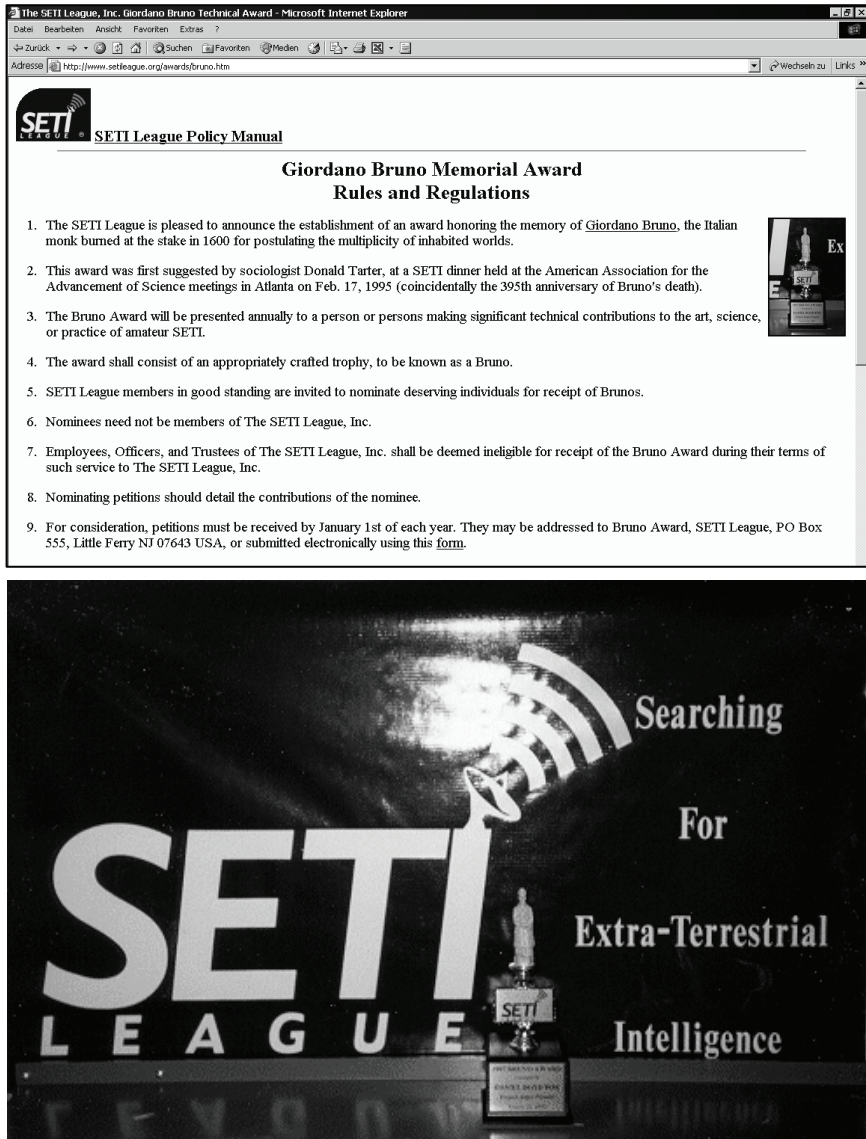 The SETI League, Inc. Giordano Bruno Technical Award - Microsoft Internet Explorer
Datei Bearbeiten Ansicht Favoriten Extras ?
Zurück Suchen Favoriten Medien
Adresse http://www.setileague.org/awards/bruno.htm Wechseln zu Links »
SETI
LEAGUE ®
SETI League Policy Manual
Giordano Bruno Memorial Award
Rules and Regulations
1. The SETI League is pleased to announce the establishment of an award honoring the memory of Giordano Bruno, the Italian
monk burned at the stake in 1600 for postulating the multiplicity of inhabited worlds.
Ex
SETI
E
2. This award was first suggested by sociologist Donald Tarter, at a SETI dinner held at the American Association for the
Advancement of Science meetings in Atlanta on Feb. 17, 1995 (coincidentally the 395th anniversary of Bruno's death).
3. The Bruno Award will be presented annually to a person or persons making significant technical contributions to the art, science,
or practice of amateur SETI.
4. The award shall consist of an appropriately crafted trophy, to be known as a Bruno.
5. SETI League members in good standing are invited to nominate deserving individuals for receipt of Brunos.
6. Nominees need not be members of The SETI League, Inc.
7. Employees, Officers, and Trustees of The SETI League, Inc. shall be deemed ineligible for receipt of the Bruno Award during their terms of
such service to The SETI League, Inc.
8. Nominating petitions should detail the contributions of the nominee.
9. For consideration, petitions must be received by January 1st of each year. They may be addressed to Bruno Award, SETI League, PO Box
555, Little Ferry NJ 07643 USA, or submitted electronically using this form.
Searching
For
Extra-Terrestrial
Intelligence
SETI
LEAGUE
SETI